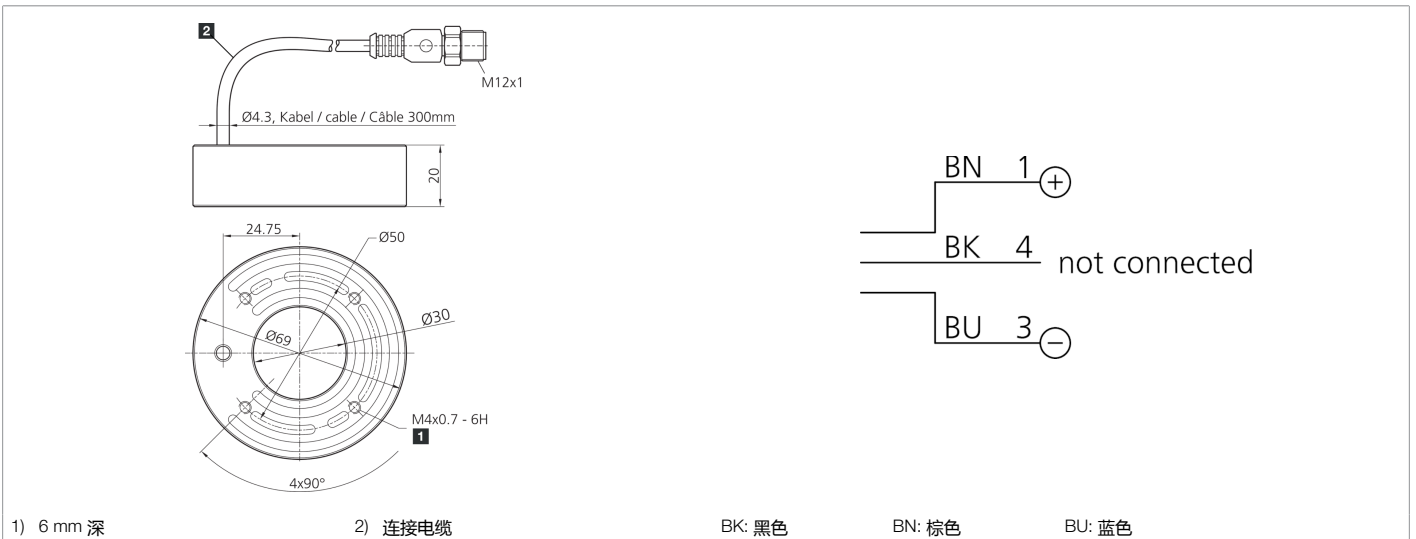 2
M12x1
Ø4.3, Kabel / cable / Câble 300mm
20
24.75
Ø50
Ø30
Ø69
M4x0.7 - 6H
1
4x90°
BN 1
BK 4 not connected
BU 3
1) 6 mm 深 2) 连接电缆 BK: 黑色 BN: 棕色 BU: 蓝色